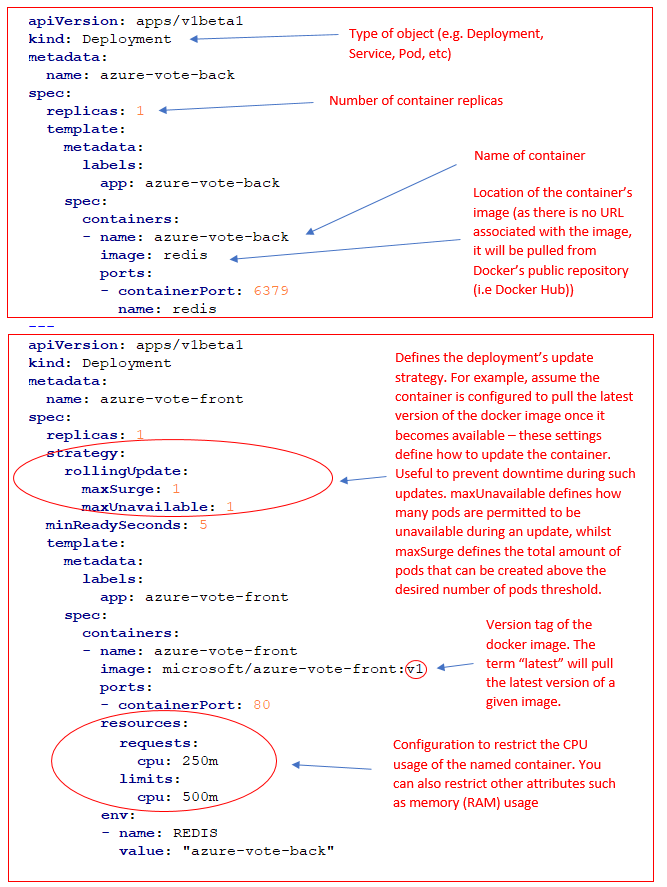 apiVersion: apps/v1beta1
kind: Deployment
metadata:
  name: azure-vote-back
spec:
  replicas: 1
  template:
    metadata:
      labels:
        app: azure-vote-back
    spec:
      containers:
      - name: azure-vote-back
        image: redis
        ports:
        - containerPort: 6379
          name: redis
Type of object (e.g. Deployment,
Service, Pod, etc)
Number of container replicas
Name of container
Location of the container’s
image (as there is no URL
associated with the image,
it will be pulled from
Docker’s public repository
(i.e Docker Hub))
---
apiVersion: apps/v1beta1
kind: Deployment
metadata:
  name: azure-vote-front
spec:
  replicas: 1
  strategy:
    rollingUpdate:
      maxSurge: 1
      maxUnavailable: 1
  minReadySeconds: 5
  template:
    metadata:
      labels:
        app: azure-vote-front
    spec:
      containers:
      - name: azure-vote-front
        image: microsoft/azure-vote-front:v1
        ports:
        - containerPort: 80
        resources:
          requests:
            cpu: 250m
          limits:
            cpu: 500m
        env:
        - name: REDIS
          value: "azure-vote-back"
Defines the deployment’s update
strategy. For example, assume the
container is configured to pull the latest
version of the docker image once it
becomes available – these settings
define how to update the container.
Useful to prevent downtime during such
updates. maxUnavailable defines how
many pods are permitted to be
unavailable during an update, whilst
maxSurge defines the total amount of
pods that can be created above the
desired number of pods threshold.
Version tag of the
docker image. The
term “latest” will pull
the latest version of a
given image.
Configuration to restrict the CPU
usage of the named container. You
can also restrict other attributes such
as memory (RAM) usage